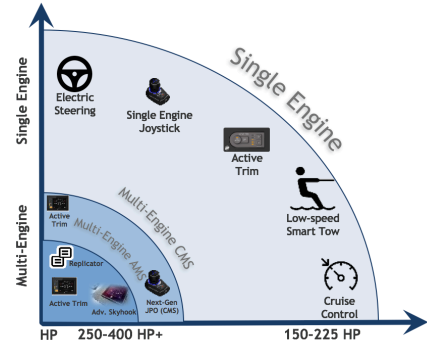 Single Engine
Multi-Engine
Electric
Steering
Single Engine
Joystick
Active
Trim
Low-speed
Smart Tow
Cruise
Control
Single Engine
Multi-Engine CMS
Active
Trim
Next-Gen
JPO (CMS)
Multi-Engine AMS
Replicator
Active Trim
Adv. Skyhook
HP
250-400 HP+
150-225 HP